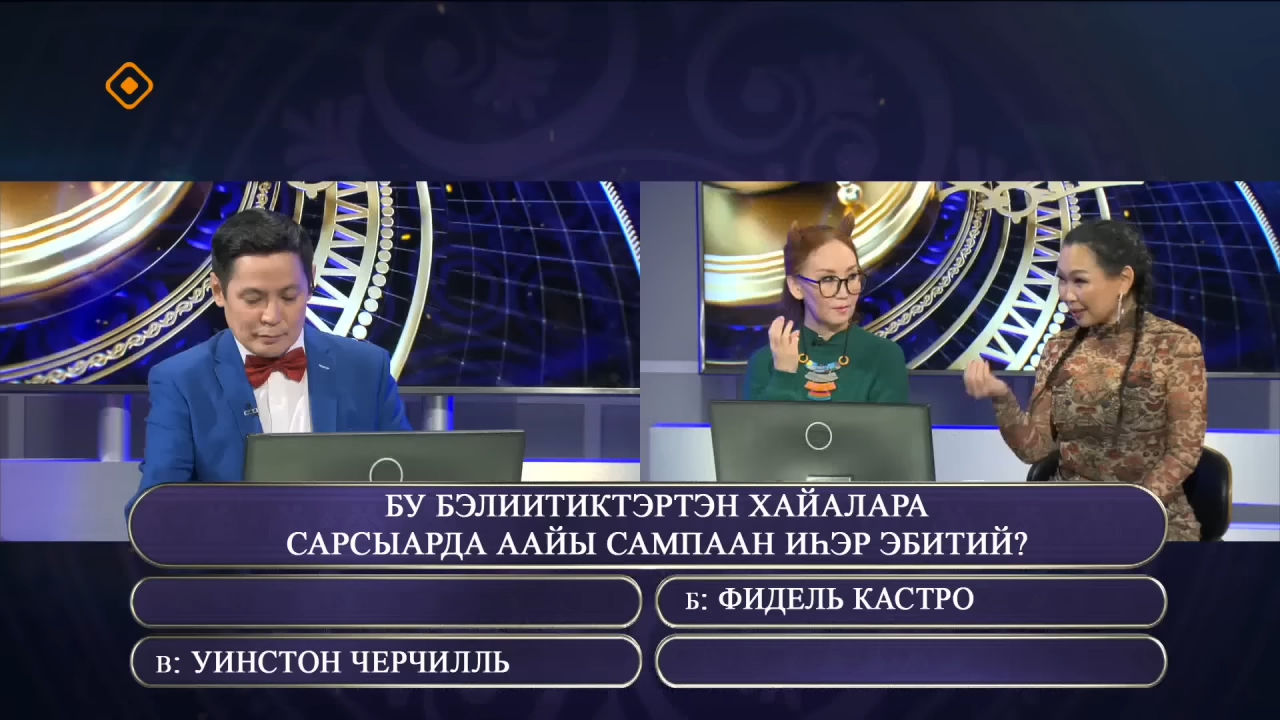 БУ БЭЛИИТИКТЭРТЭН ХАЙАЛАРА
САРСЫАРДА ААЙЫ САМПААН ИҺЭР ЭБИТИЙ?
Б: ФИДЕЛЬ КАСТРО
В: УИНСТОН ЧЕРЧИЛЛЬ